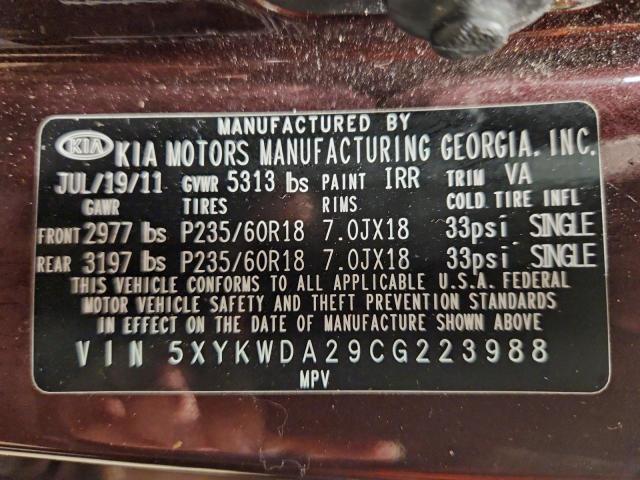 MANUFACTURED BY
KIA KIA MOTORS MANUFACTURING GEORGIA, INC.
JUL/19/11 GVWR 5313 lbs PAINT IRR TRIM VA
GAWR TIRES RIMS COLD TIRE INFL
FRONT 2977 lbs P235/60R18 7.0JX18 33psi SINGLE
REAR 3197 lbs P235/60R18 7.0JX18 33psi SINGLE
THIS VEHICLE CONFORMS TO ALL APPLICABLE U.S.A. FEDERAL
MOTOR VEHICLE SAFETY AND THEFT PREVENTION STANDARDS
IN EFFECT ON THE DATE OF MANUFACTURE SHOWN ABOVE
VIN 5XYKWDA29CG223988
MPV